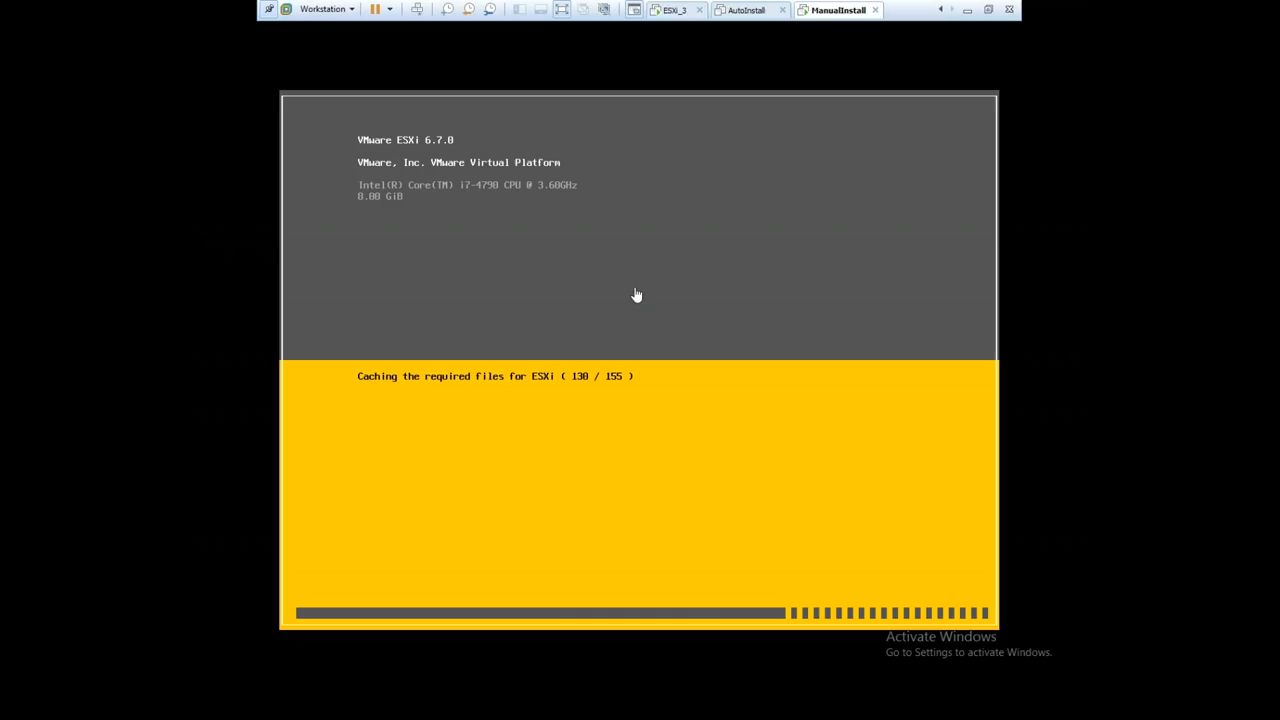 Workstation
ESXi_3
AutoInstall
ManualInstall
VMware ESXi 6.7.0
VMware, Inc. VMware Virtual Platform
Intel(R) Core(TM) i7-4790 CPU @ 3.60GHz
0.00 GiB
Caching the required files for ESXi ( 130 / 155 )
Activate Windows
Go to Settings to activate Windows.